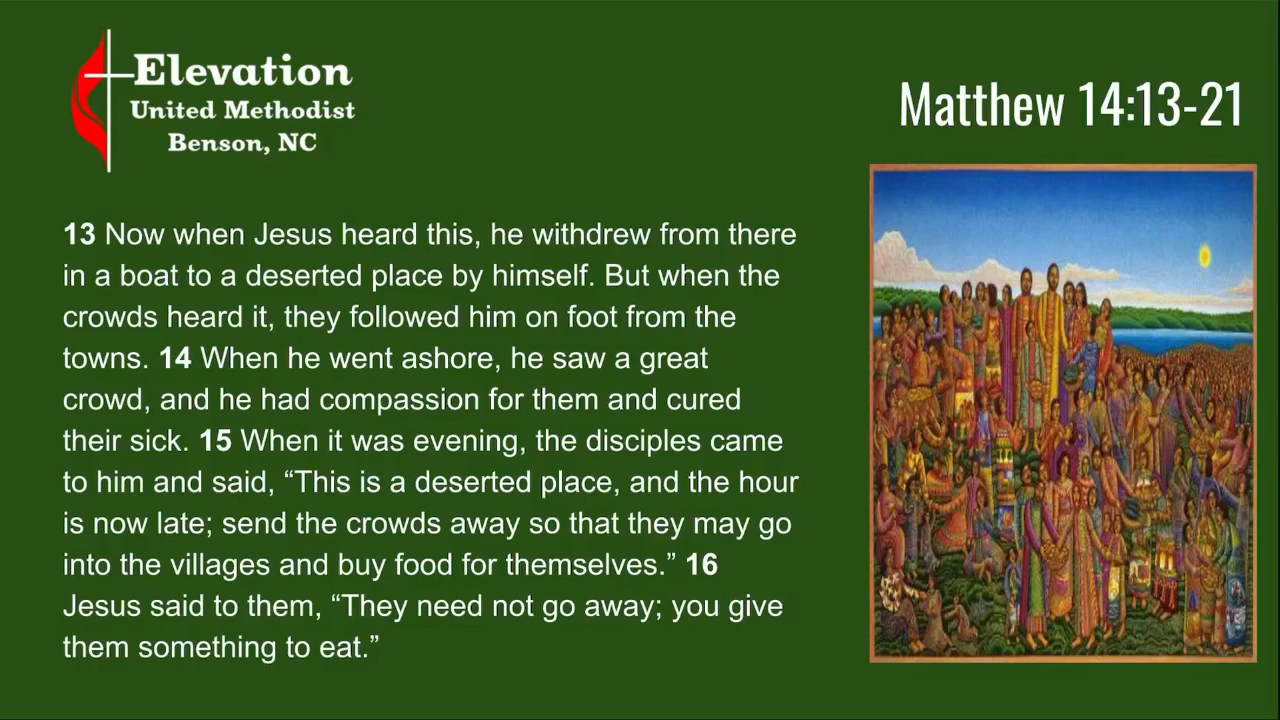 Elevation
United Methodist
Benson, NC
Matthew 14:13-21
13 Now when Jesus heard this, he withdrew from there
in a boat to a deserted place by himself. But when the
crowds heard it, they followed him on foot from the
towns. 14 When he went ashore, he saw a great
crowd, and he had compassion for them and cured
their sick. 15 When it was evening, the disciples came
to him and said, “This is a deserted place, and the hour
is now late; send the crowds away so that they may go
into the villages and buy food for themselves.” 16
Jesus said to them, “They need not go away; you give
them something to eat.”